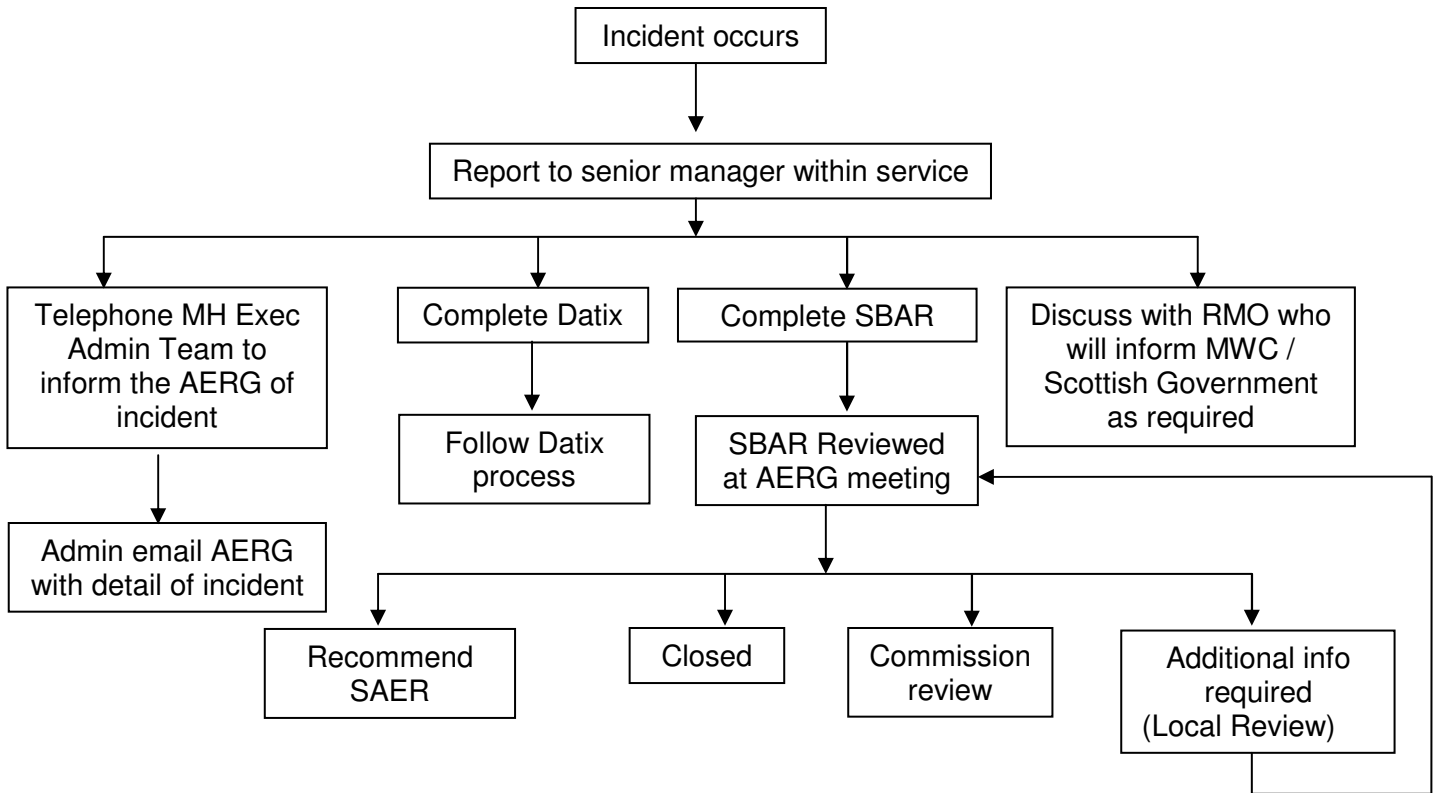 Incident occurs
Report to senior manager within service
Telephone MH Exec
Admin Team to
inform the AERG of
incident
Complete Datix
Complete SBAR
Discuss with RMO who
will inform MWC /
Scottish Government
as required
Follow Datix
process
SBAR Reviewed
at AERG meeting
Admin email AERG
with detail of incident
Recommend
SAER
Closed
Commission
review
Additional info
required
(Local Review)